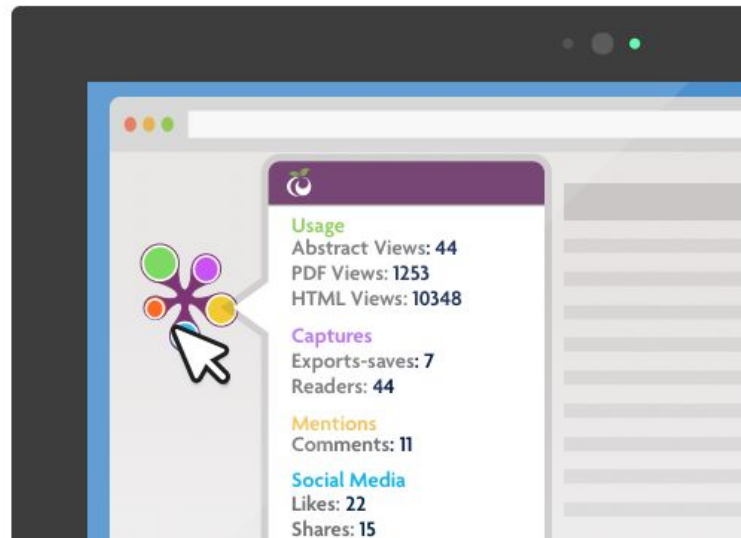 Usage
Abstract Views: 44
PDF Views: 1253
HTML Views: 10348
Captures
Exports-saves: 7
Readers: 44
Mentions
Comments: 11
Social Media
Likes: 22
Shares: 15